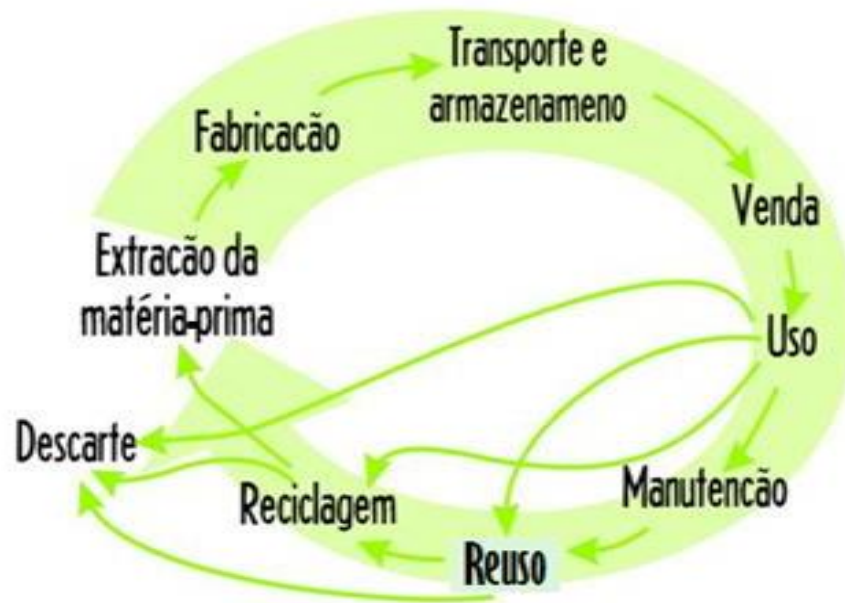 Transporte e
armazenameno
Fabricacão
Venda
Extracão da
matéria-prima
Uso
Descarte
Manutencão
Reciclagem
Reuso